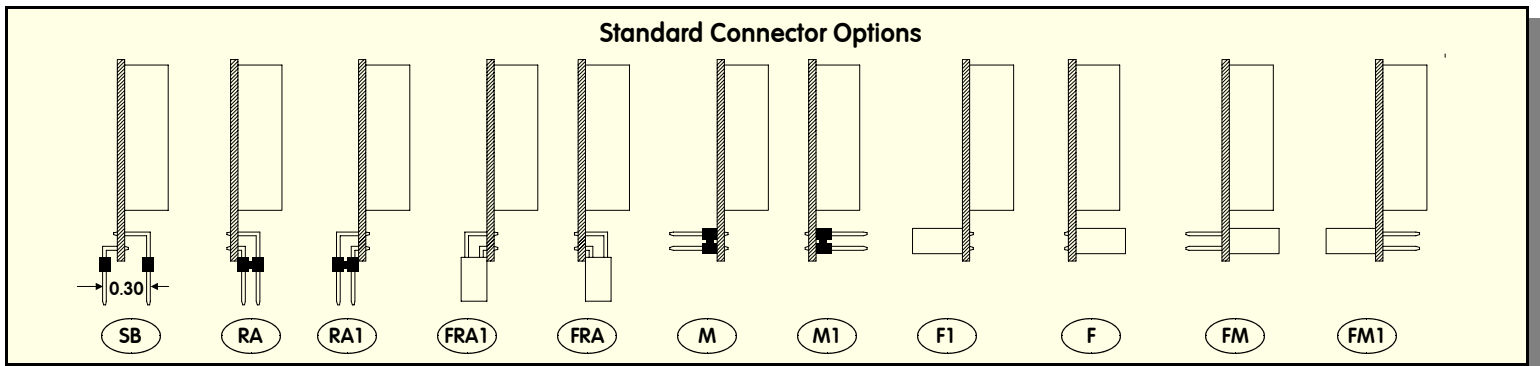 Standard Connector Options
0.30
SB RA RA1 FRA1 FRA M M1 F1 F FM FM1